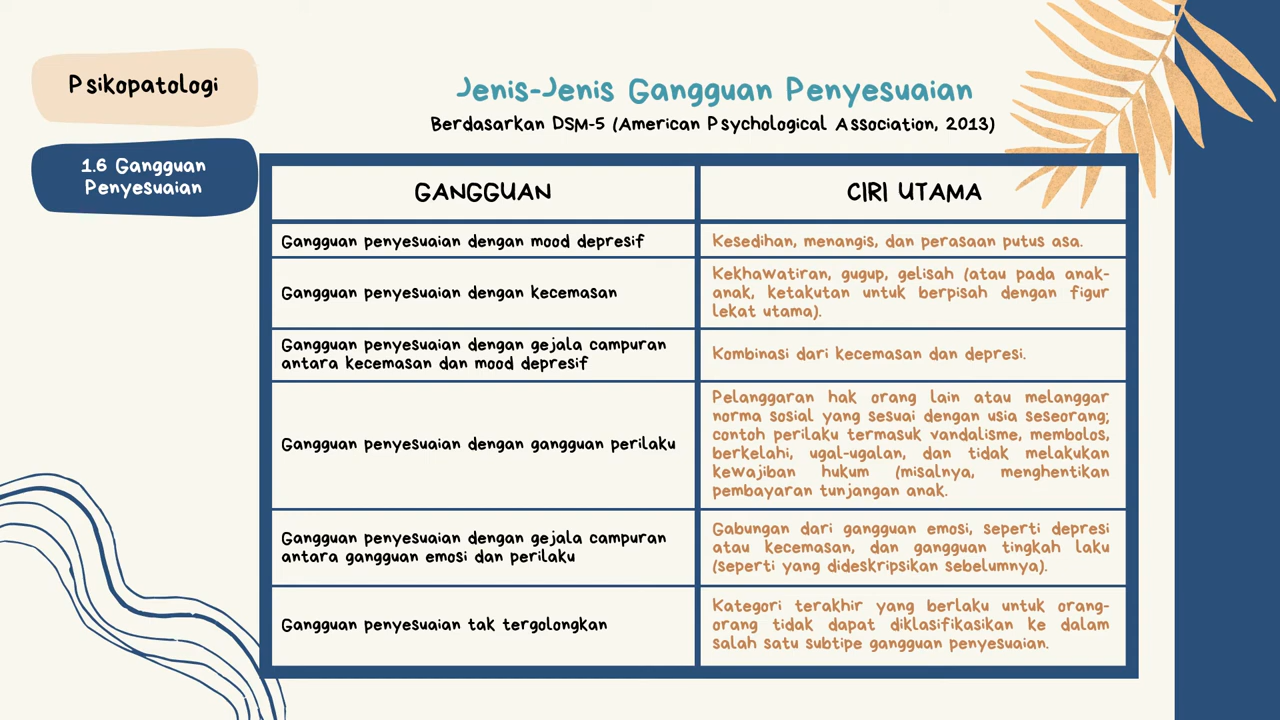 Psikopatologi
1.6 Gangguan
Penyesuaian
Jenis-Jenis Gangguan Penyesuaian
Berdasarkan DSM-5 (American Psychological Association, 2013)
GANGGUAN
CIRI UTAMA
Gangguan penyesuaian dengan mood depresif
Kesedihan, menangis, dan perasaan putus asa.
Gangguan penyesuaian dengan kecemasan
Kekhawatiran, gugup, gelisah (atau pada anak-
anak, ketakutan untuk berpisah dengan figur
lekat utama).
Gangguan penyesuaian dengan gejala campuran
antara kecemasan dan mood depresif
Kombinasi dari kecemasan dan depresi.
Gangguan penyesuaian dengan gangguan perilaku
Pelanggaran hak orang lain atau melanggar
norma sosial yang sesuai dengan usia seseorang;
contoh perilaku termasuk vandalisme, membolos,
berkelahi, ugal-ugalan, dan tidak melakukan
kewajiban hukum (misalnya, menghentikan
pembayaran tunjangan anak.
Gangguan penyesuaian dengan gejala campuran
antara gangguan emosi dan perilaku
Gabungan dari gangguan emosi, seperti depresi
atau kecemasan, dan gangguan tingkah laku
(seperti yang dideskripsikan sebelumnya).
Gangguan penyesuaian tak tergolongkan
Kategori terakhir yang berlaku untuk orang-
orang tidak dapat diklasifikasikan ke dalam
salah satu subtipe gangguan penyesuaian.